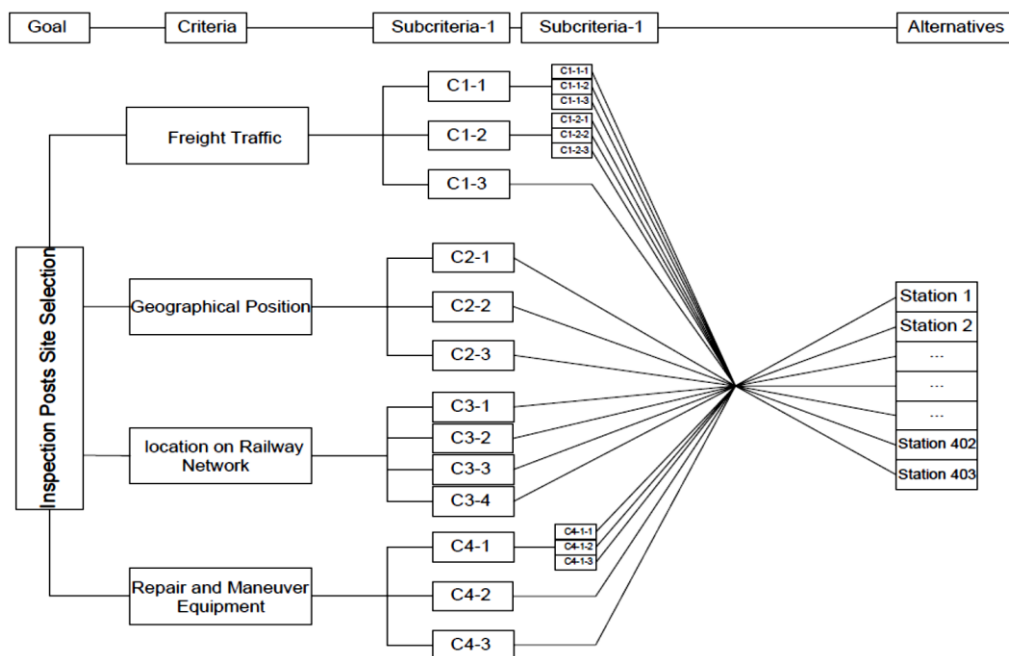 Goal
Criteria
Subcriteria-1
Subcriteria-1
Alternatives
Inspection Posts Site Selection
Freight Traffic
C1-1
C1-1-1
C1-1-2
C1-1-3
C1-2
C1-2-1
C1-2-2
C1-2-3
C1-3
Geographical Position
C2-1
C2-2
C2-3
location on Railway
Network
C3-1
C3-2
C3-3
C3-4
Repair and Maneuver
Equipment
C4-1
C4-1-1
C4-1-2
C4-1-3
C4-2
C4-3
Station 1
Station 2
...
...
...
Station 402
Station 403